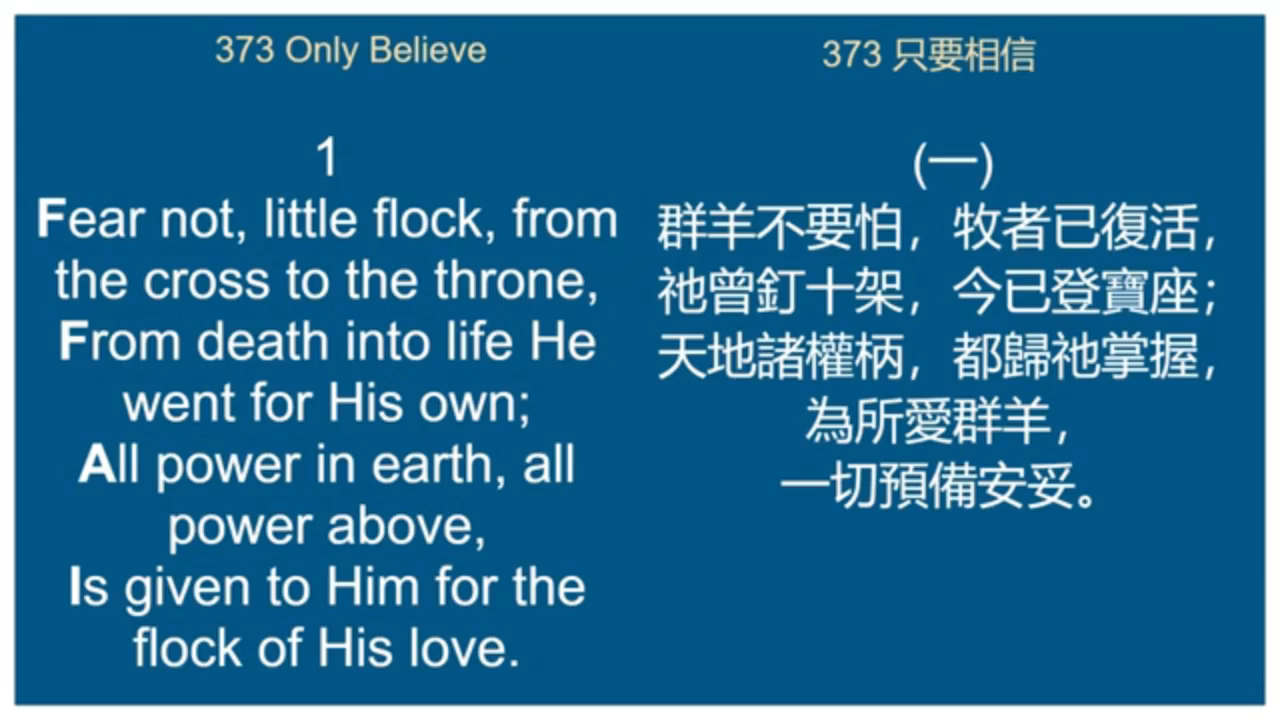 373 Only Believe
1
Fear not, little flock, from
the cross to the throne,
From death into life He
went for His own;
All power in earth, all
power above,
Is given to Him for the
flock of His love.
373 只要相信
(一)
群羊不要怕，牧者已復活，
祂曾釘十架，今已登寶座；
天地諸權柄，都歸祂掌握，
為所愛群羊，
一切預備安妥。